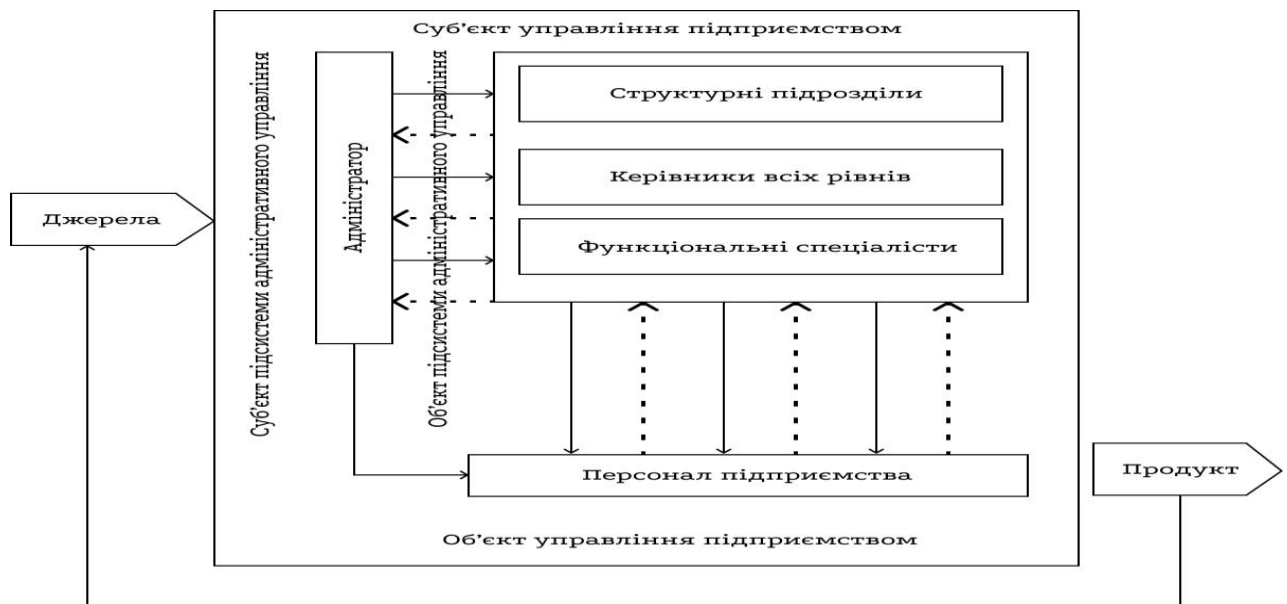 Суб’єкт управління підприємством
Суб’єкт підсистеми адміністративного управління
Адміністратор
Об’єкт підсистеми адміністративного управління
Структурні підрозділи
Керівники всіх рівнів
Функціональні спеціалісти
Джерела
Персонал підприємства
Продукт
Об’єкт управління підприємством